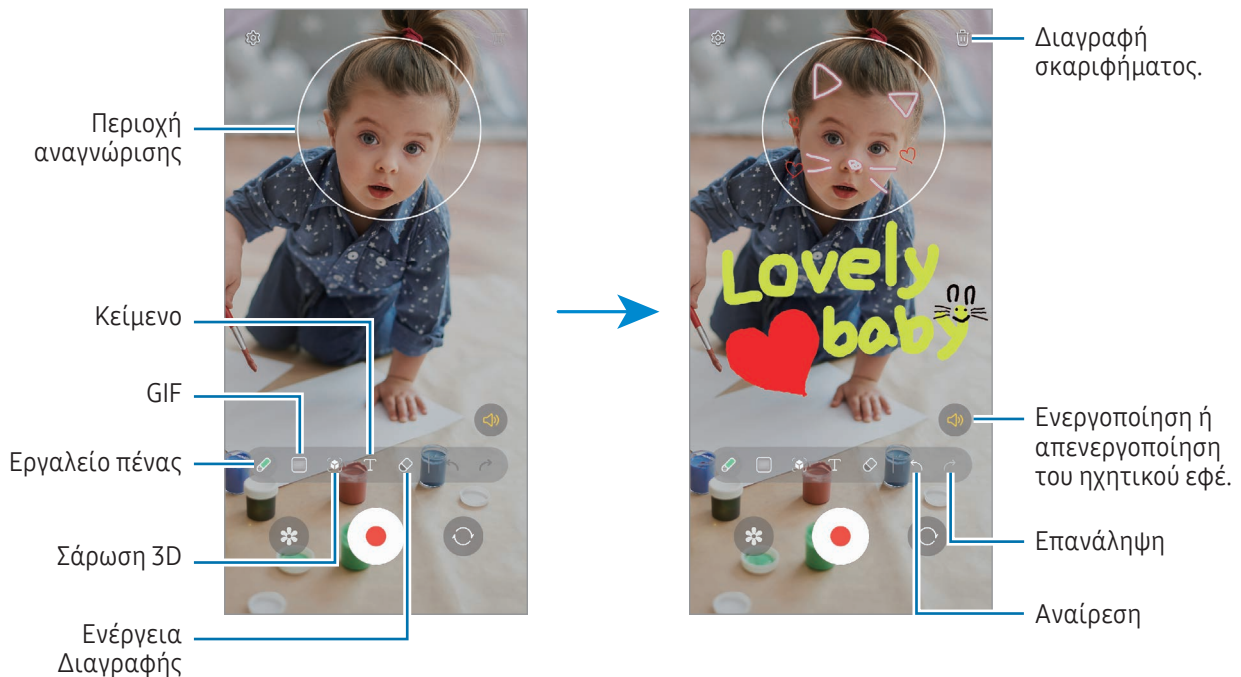 Περιοχή
αναγνώρισης
Κείμενο
GIF
Εργαλείο πένας
Σάρωση 3D
Ενέργεια
Διαγραφής
T
Lovely
baby
T
Διαγραφή
σκαριφήματος.
Ενεργοποίηση ή
απενεργοποίηση
του ηχητικού εφέ.
Επανάληψη
Αναίρεση